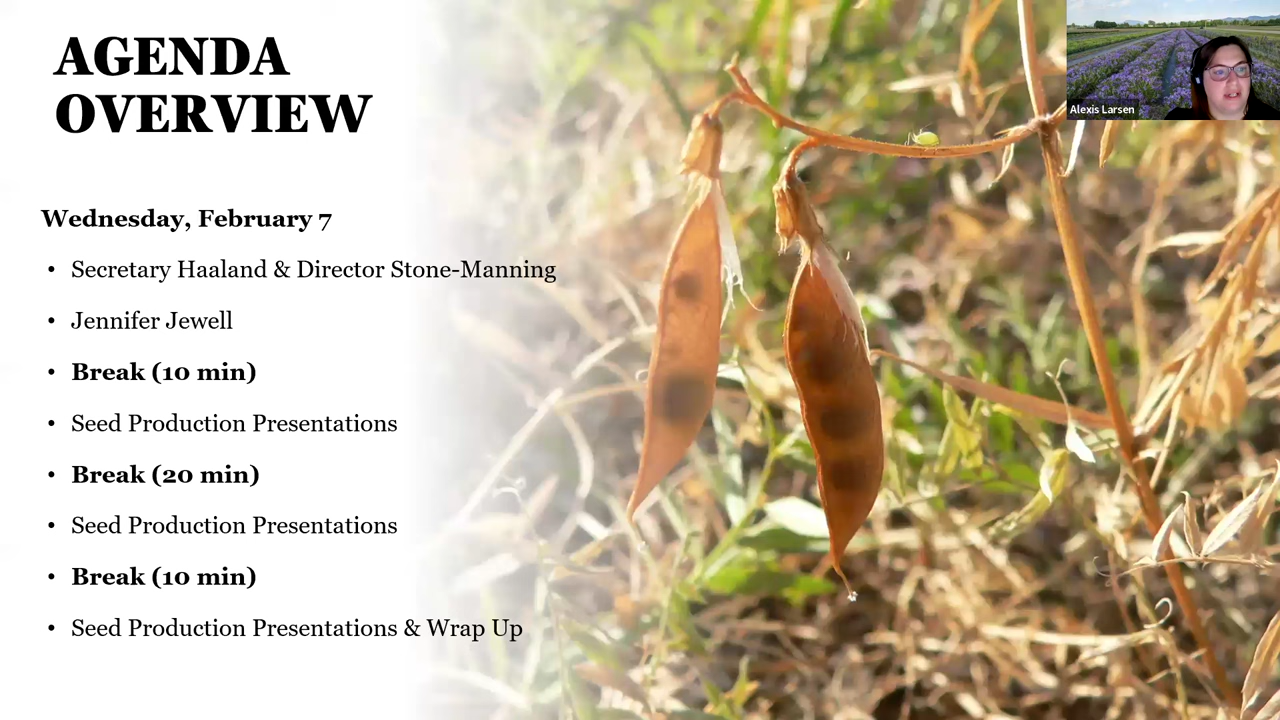 AGENDA
OVERVIEW
Alexis Larsen
Wednesday, February 7
• Secretary Haaland & Director Stone-Manning
• Jennifer Jewell
• Break (10 min)
• Seed Production Presentations
• Break (20 min)
• Seed Production Presentations
• Break (10 min)
• Seed Production Presentations & Wrap Up